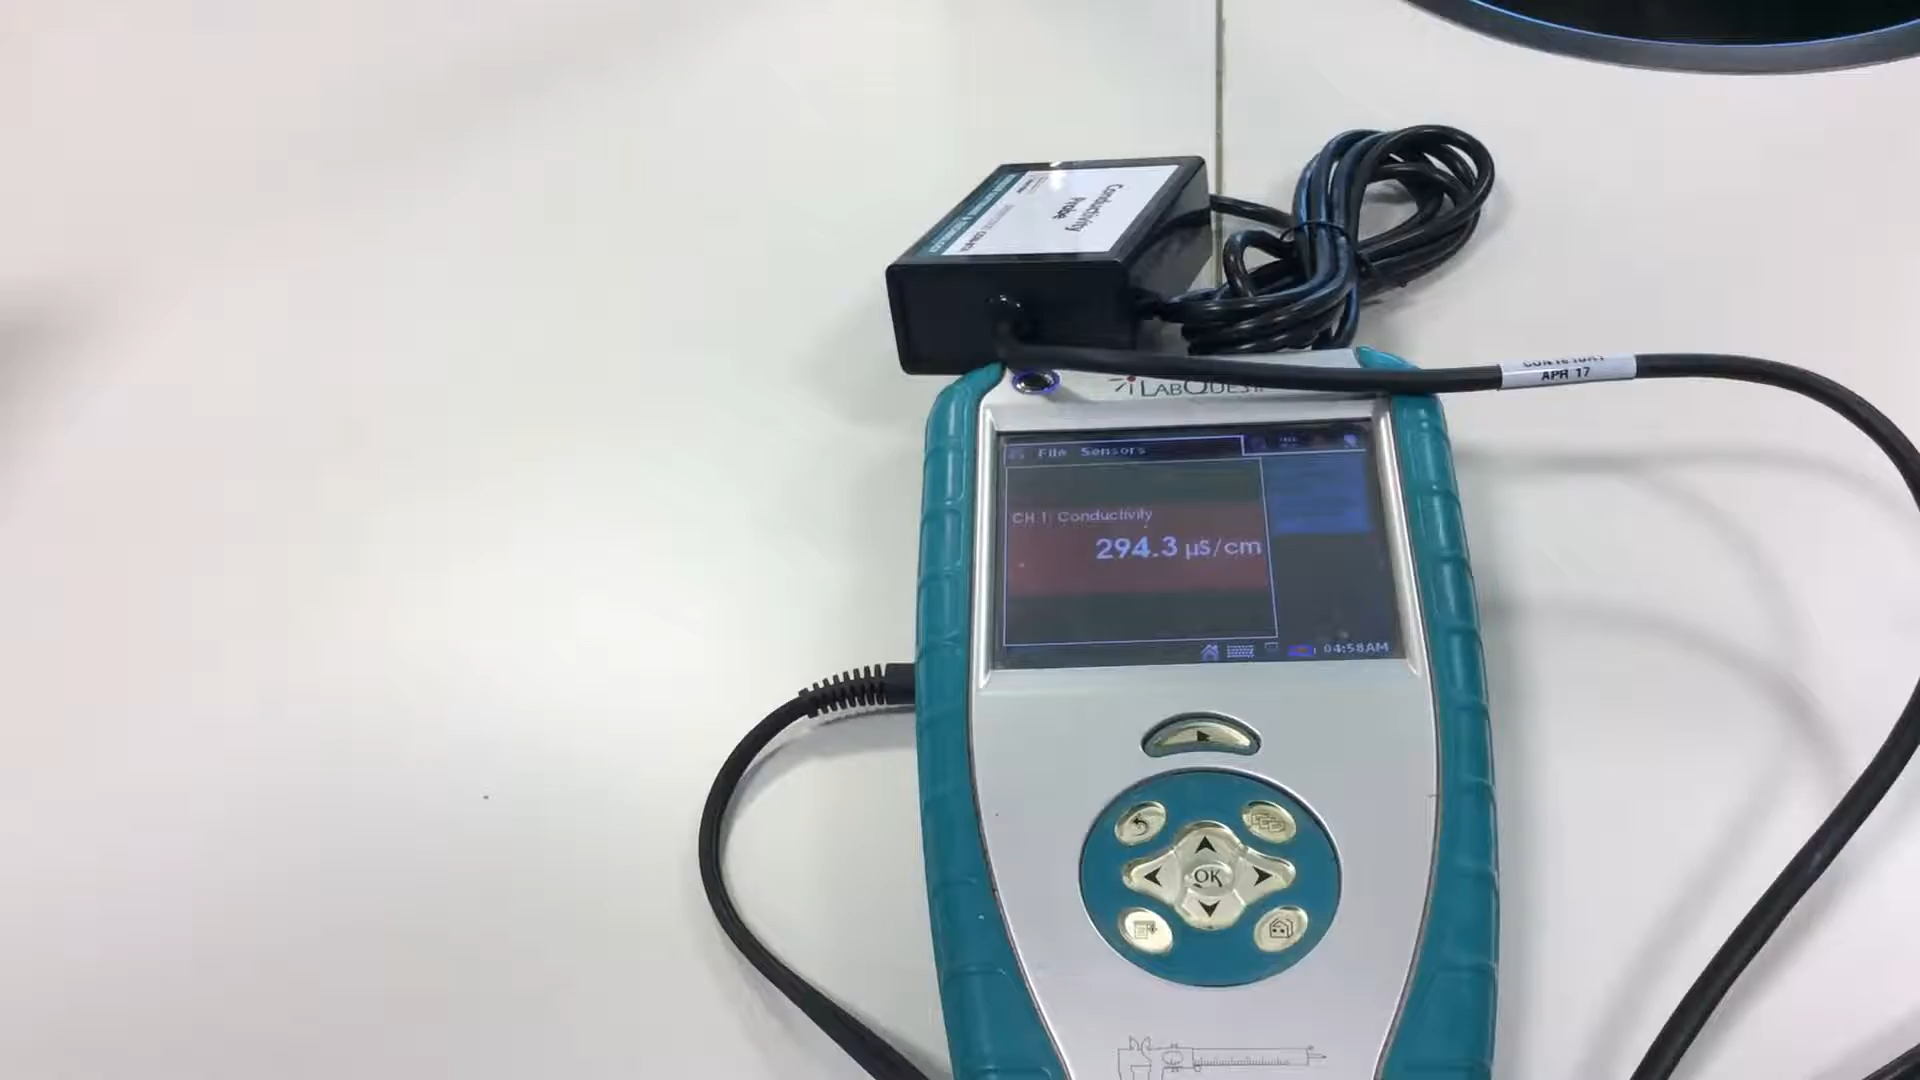 Conductivity
Probe
APR 17
LABQUEST
File Sensors
CH 1: Conductivity
294.3 µS/cm
04:58AM
OK